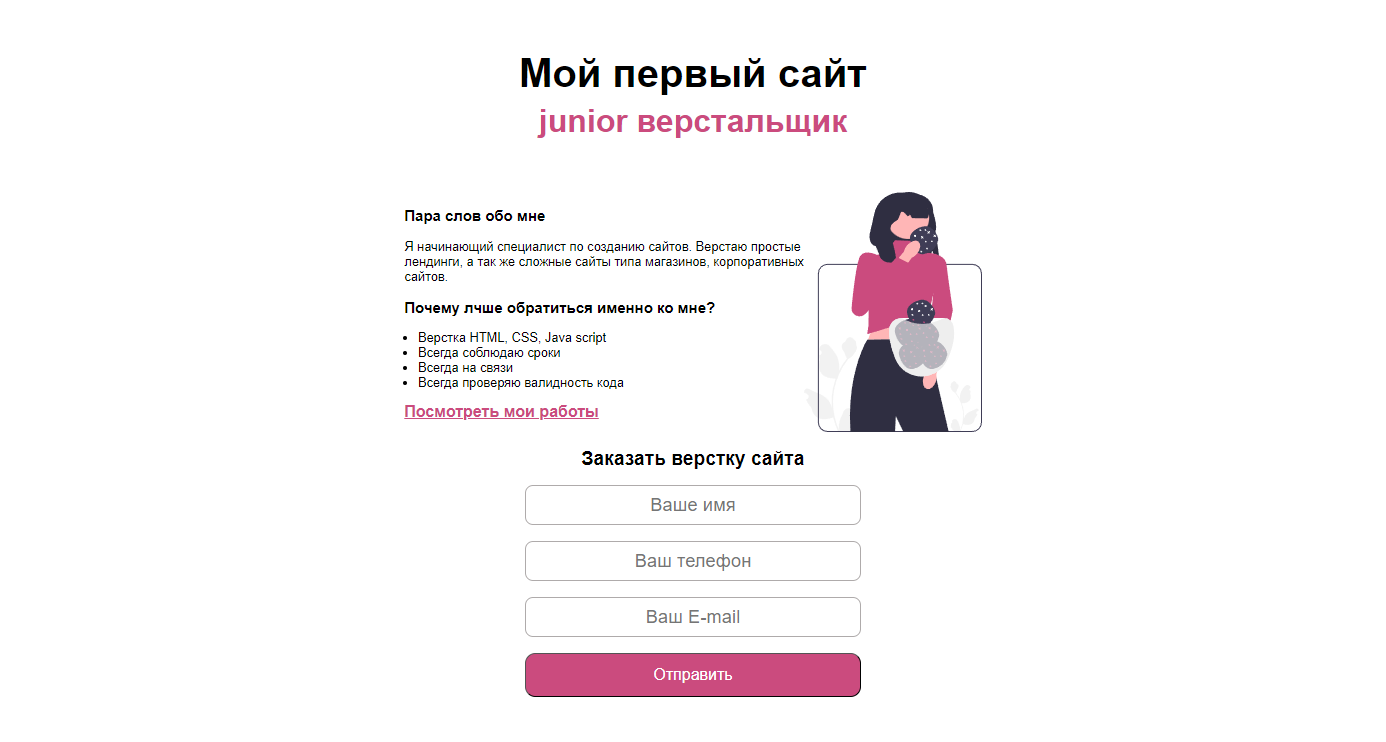 Мой первый сайт
junior верстальщик
Пара слов обо мне
Я начинающий специалист по созданию сайтов. Верстаю простые
лендинги, а так же сложные сайты типа магазинов, корпоративных
сайтов.
Почему лчше обратиться именно ко мне?
Верстка HTML, CSS, Java script
Всегда соблюдаю сроки
Всегда на связи
Всегда проверяю валидность кода
Посмотреть мои работы
Заказать верстку сайта
Ваше имя
Ваш телефон
Ваш E-mail
Отправить